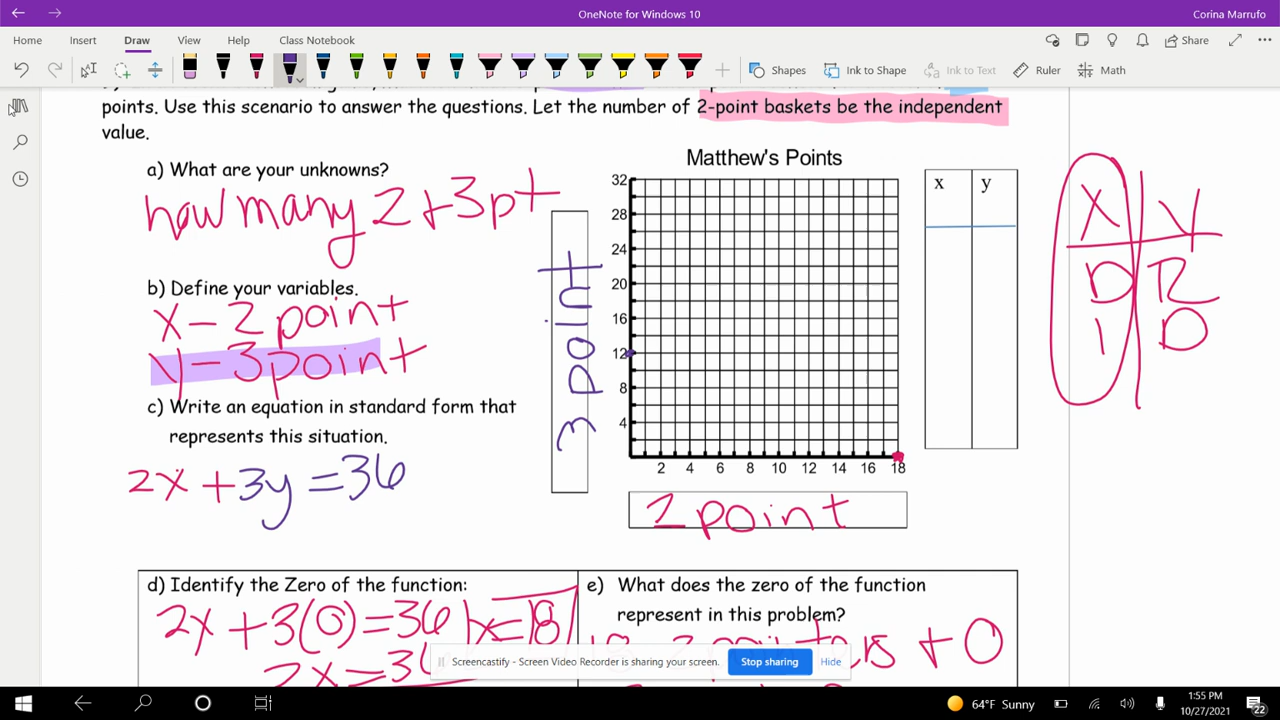 OneNote for Windows 10
Corina Marrufo
Home Insert Draw View Help Class Notebook
Share
Shapes Ink to Shape Ink to Text Ruler Math
points. Use this scenario to answer the questions. Let the number of 2-point baskets be the independent
value.
a) What are your unknowns?
how many 2 + 3 pt
b) Define your variables.
x - 2 point
y - 3 point
c) Write an equation in standard form that
represents this situation.
2x + 3y = 36
Matthew's Points
32
28
24
20
16
12
8
4
2 4 6 8 10 12 14 16 18
3 point
2 point
x y
X Y
D R
I D
d) Identify the Zero of the function:
2x + 3(0) = 36 x = 18
e) What does the zero of the function
represent in this problem?
+ 0
Screencastify - Screen Video Recorder is sharing your screen. Stop sharing Hide
64°F Sunny
1:55 PM
10/27/2021
22